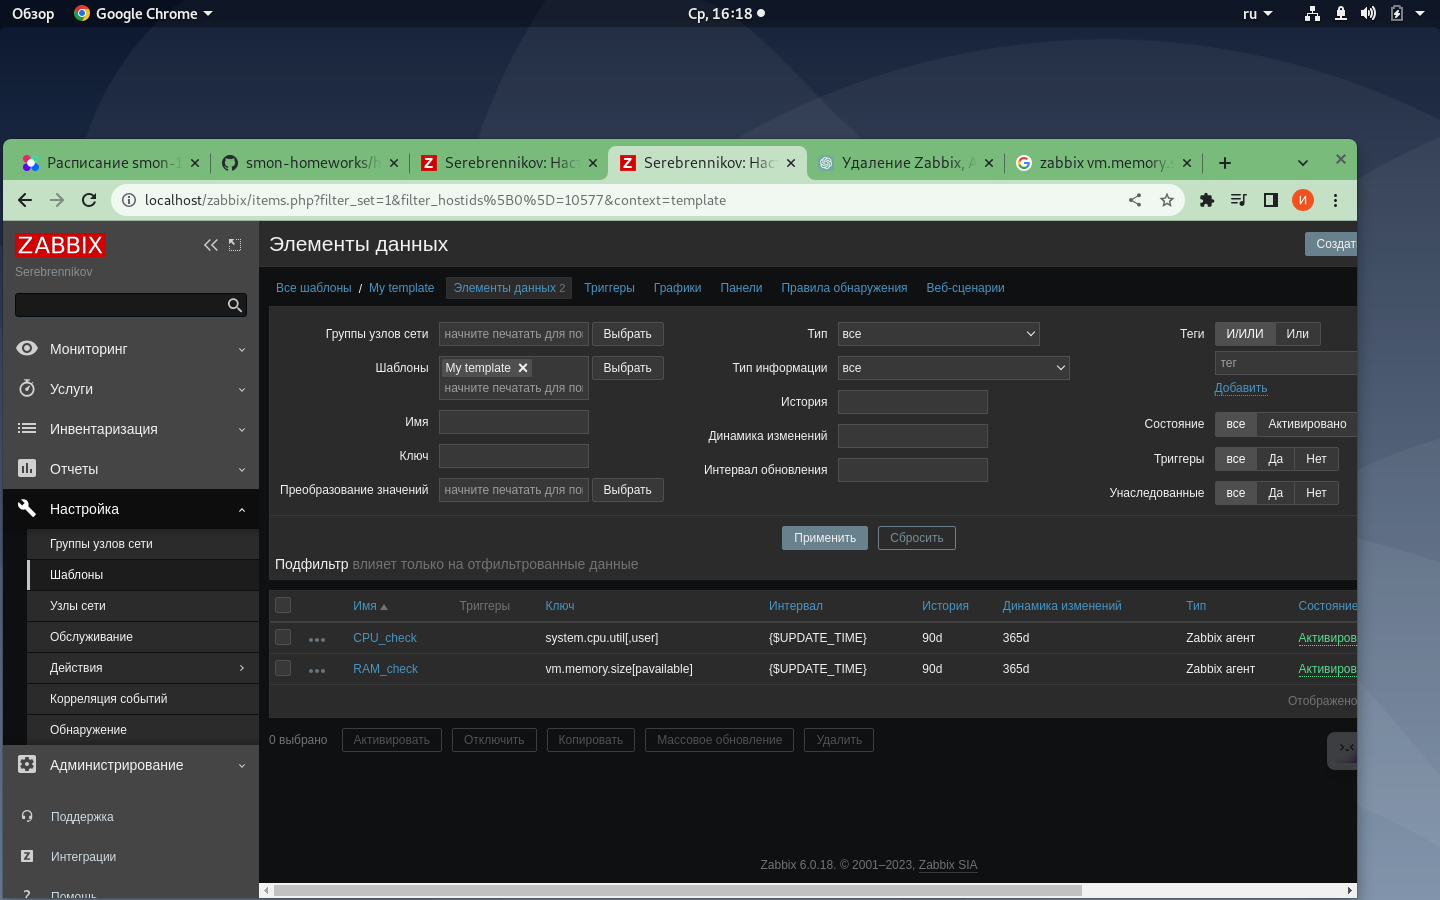 Обзор Google Chrome Ср, 16:18 ru
Расписание smon-1 smon-homeworks/h Serebrennikov: Наст Serebrennikov: Наст Удаление Zabbix, А zabbix vm.memory.s
localhost/zabbix/items.php?filter_set=1&filter_hostids%5B0%5D=10577&context=template И
ZABBIX
Serebrennikov
Мониторинг
Услуги
Инвентаризация
Отчеты
Настройка
Группы узлов сети
Шаблоны
Узлы сети
Обслуживание
Действия
Корреляция событий
Обнаружение
Администрирование
Поддержка
Интеграции
Помощь
Элементы данных Создат
Все шаблоны / My template Элементы данных 2 Триггеры Графики Панели Правила обнаружения Веб-сценарии
Группы узлов сети начните печатать для по Выбрать Тип все Теги И/ИЛИ Или
Шаблоны My template Выбрать Тип информации все тег
начните печатать для по Добавить
История
Имя Состояние все Активировано
Динамика изменений
Ключ Триггеры все Да Нет
Интервал обновления
Преобразование значений начните печатать для по Выбрать Унаследованные все Да Нет
Применить Сбросить
Подфильтр влияет только на отфильтрованные данные
Имя Триггеры Ключ Интервал История Динамика изменений Тип Состояние
CPU_check system.cpu.util[,user] {$UPDATE_TIME} 90d 365d Zabbix агент Активиров
RAM_check vm.memory.size[pavailable] {$UPDATE_TIME} 90d 365d Zabbix агент Активиров
Отображено
0 выбрано Активировать Отключить Копировать Массовое обновление Удалить
Zabbix 6.0.18. © 2001–2023, Zabbix SIA